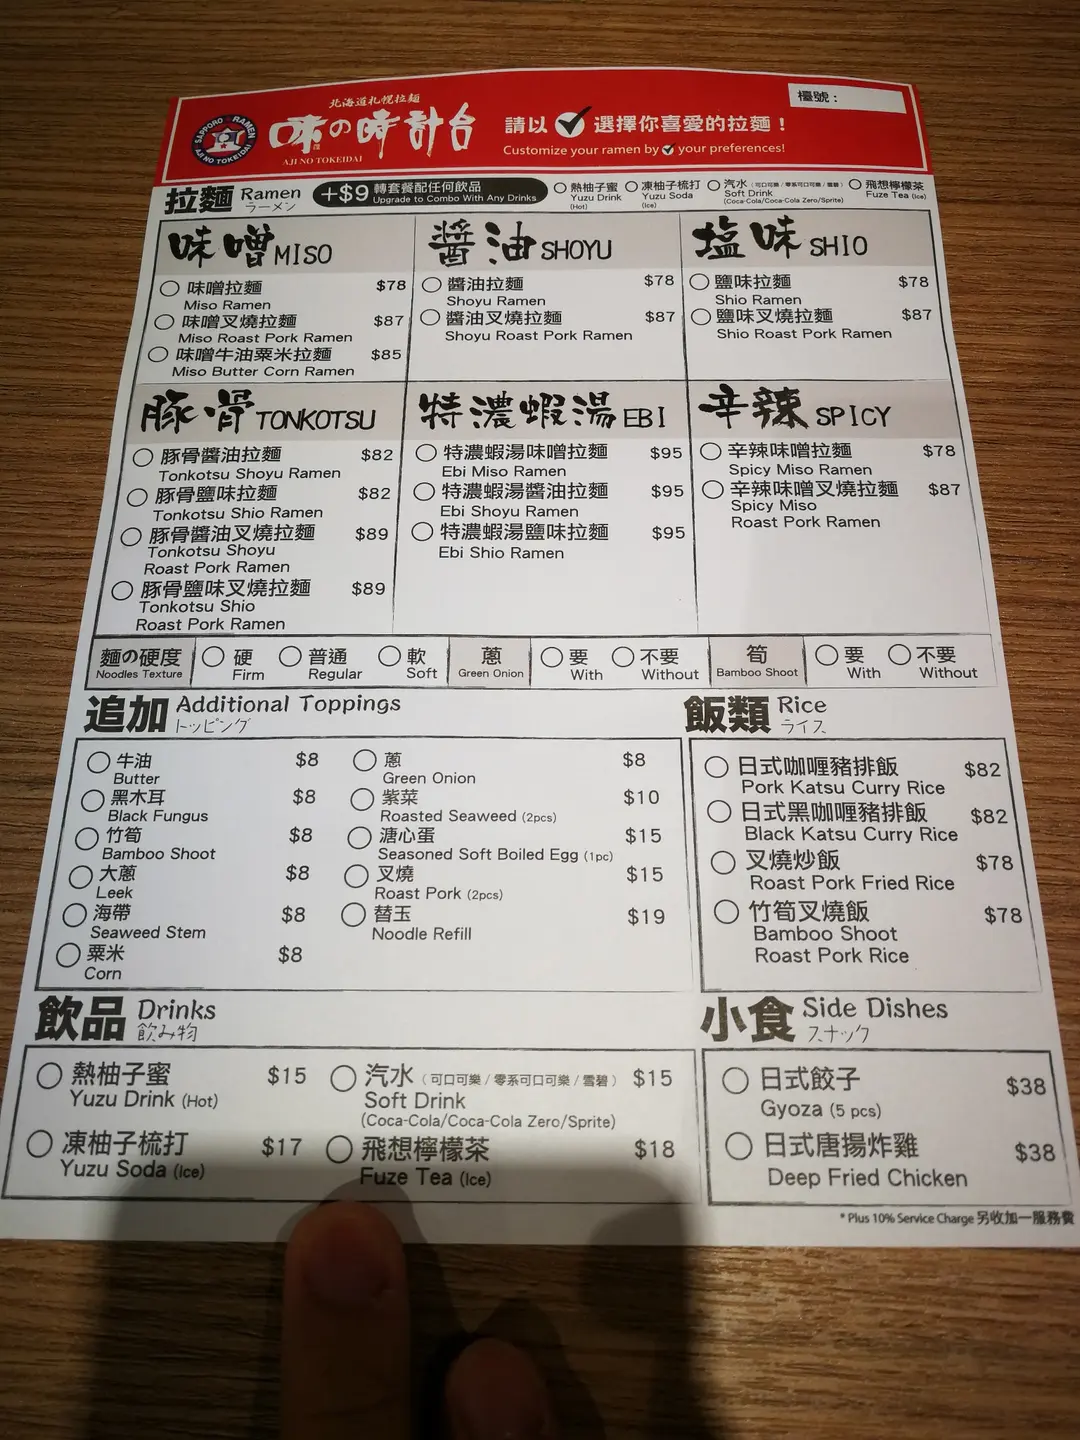 北海道札幌拉麺
味の時計台
AJI NO TOKEIDAI
SAPPORO RAMEN
AJI NO TOKEIDAI
請以 選擇你喜愛的拉麵！
Customize your ramen by your preferences!
檯號：
拉麵 Ramen
ラーメン
+$9 轉套餐配任何飲品
Upgrade to Combo With Any Drinks
熱柚子蜜
Yuzu Drink
(Hot)
凍柚子梳打
Yuzu Soda
(Ice)
汽水（可口可樂／零系可口可樂／雪碧）
Soft Drink
(Coca-Cola/Coca-Cola Zero/Sprite)
飛想檸檬茶
Fuze Tea (Ice)
味噌 MISO
味噌拉麵 $78
Miso Ramen
味噌叉燒拉麵 $87
Miso Roast Pork Ramen
味噌牛油粟米拉麵 $85
Miso Butter Corn Ramen
醬油 SHOYU
醬油拉麵 $78
Shoyu Ramen
醬油叉燒拉麵 $87
Shoyu Roast Pork Ramen
塩味 SHIO
鹽味拉麵 $78
Shio Ramen
鹽味叉燒拉麵 $87
Shio Roast Pork Ramen
豚骨 TONKOTSU
豚骨醬油拉麵 $82
Tonkotsu Shoyu Ramen
豚骨鹽味拉麵 $82
Tonkotsu Shio Ramen
豚骨醬油叉燒拉麵 $89
Tonkotsu Shoyu
Roast Pork Ramen
豚骨鹽味叉燒拉麵 $89
Tonkotsu Shio
Roast Pork Ramen
特濃蝦湯 EBI
特濃蝦湯味噌拉麵 $95
Ebi Miso Ramen
特濃蝦湯醬油拉麵 $95
Ebi Shoyu Ramen
特濃蝦湯鹽味拉麵 $95
Ebi Shio Ramen
辛辣 SPICY
辛辣味噌拉麵 $78
Spicy Miso Ramen
辛辣味噌叉燒拉麵 $87
Spicy Miso
Roast Pork Ramen
麵の硬度
Noodles Texture
硬
Firm
普通
Regular
軟
Soft
蔥
Green Onion
要
With
不要
Without
筍
Bamboo Shoot
要
With
不要
Without
追加 Additional Toppings
トッピング
牛油 $8
Butter
黑木耳 $8
Black Fungus
竹筍 $8
Bamboo Shoot
大蔥 $8
Leek
海帶 $8
Seaweed Stem
粟米 $8
Corn
蔥 $8
Green Onion
紫菜 $10
Roasted Seaweed (2pcs)
溏心蛋 $15
Seasoned Soft Boiled Egg (1pc)
叉燒 $15
Roast Pork (2pcs)
替玉 $19
Noodle Refill
飯類 Rice
ライス
日式咖喱豬排飯 $82
Pork Katsu Curry Rice
日式黑咖喱豬排飯 $82
Black Katsu Curry Rice
叉燒炒飯 $78
Roast Pork Fried Rice
竹筍叉燒飯 $78
Bamboo Shoot
Roast Pork Rice
飲品 Drinks
飲み物
熱柚子蜜 $15
Yuzu Drink (Hot)
凍柚子梳打 $17
Yuzu Soda (Ice)
汽水（可口可樂／零系可口可樂／雪碧） $15
Soft Drink
(Coca-Cola/Coca-Cola Zero/Sprite)
飛想檸檬茶 $18
Fuze Tea (Ice)
小食 Side Dishes
スナック
日式餃子 $38
Gyoza (5 pcs)
日式唐揚炸雞 $38
Deep Fried Chicken
* Plus 10% Service Charge 另收加一服務費